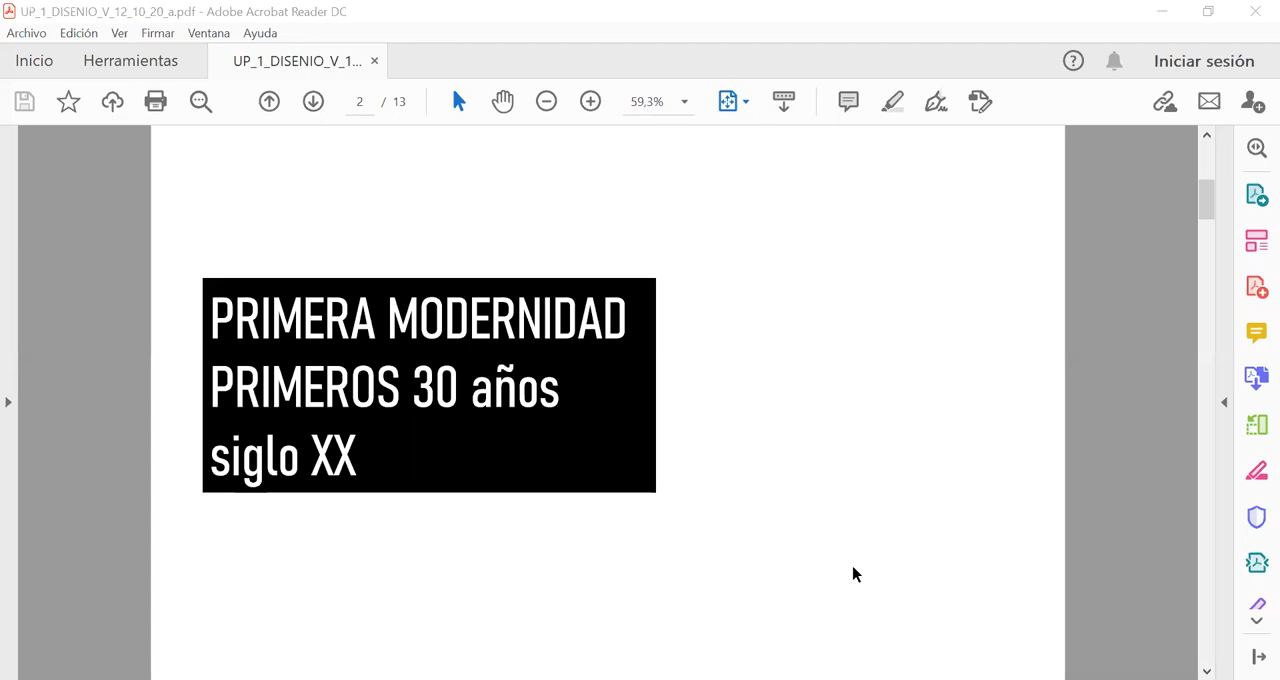 UP_1_DISENIO_V_12_10_20_a.pdf - Adobe Acrobat Reader DC
Archivo Edición Ver Firmar Ventana Ayuda
Inicio Herramientas UP_1_DISENIO_V_1... × Iniciar sesión
2 / 13 59,3%
PRIMERA MODERNIDAD
PRIMEROS 30 años
siglo XX